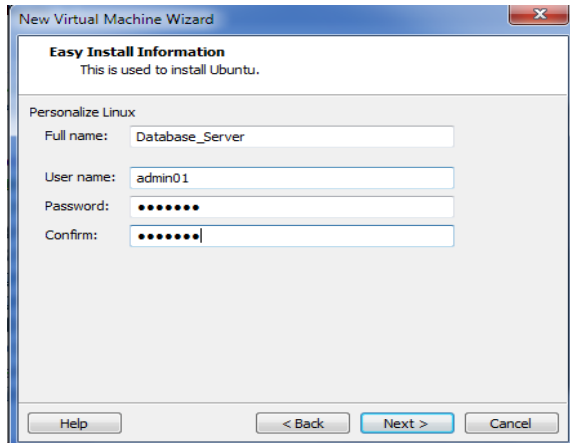 New Virtual Machine Wizard
Easy Install Information
This is used to install Ubuntu.
Personalize Linux
Full name: Database_Server
User name: admin01
Password: ●●●●●●●
Confirm: ●●●●●●●
Help < Back Next > Cancel